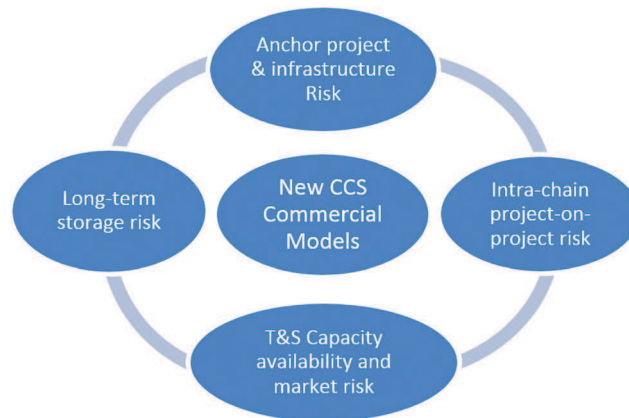 Anchor project
& infrastructure
Risk
Long-term
storage risk
New CCS
Commercial
Models
Intra-chain
project-on-
project risk
T&S Capacity
availability and
market risk